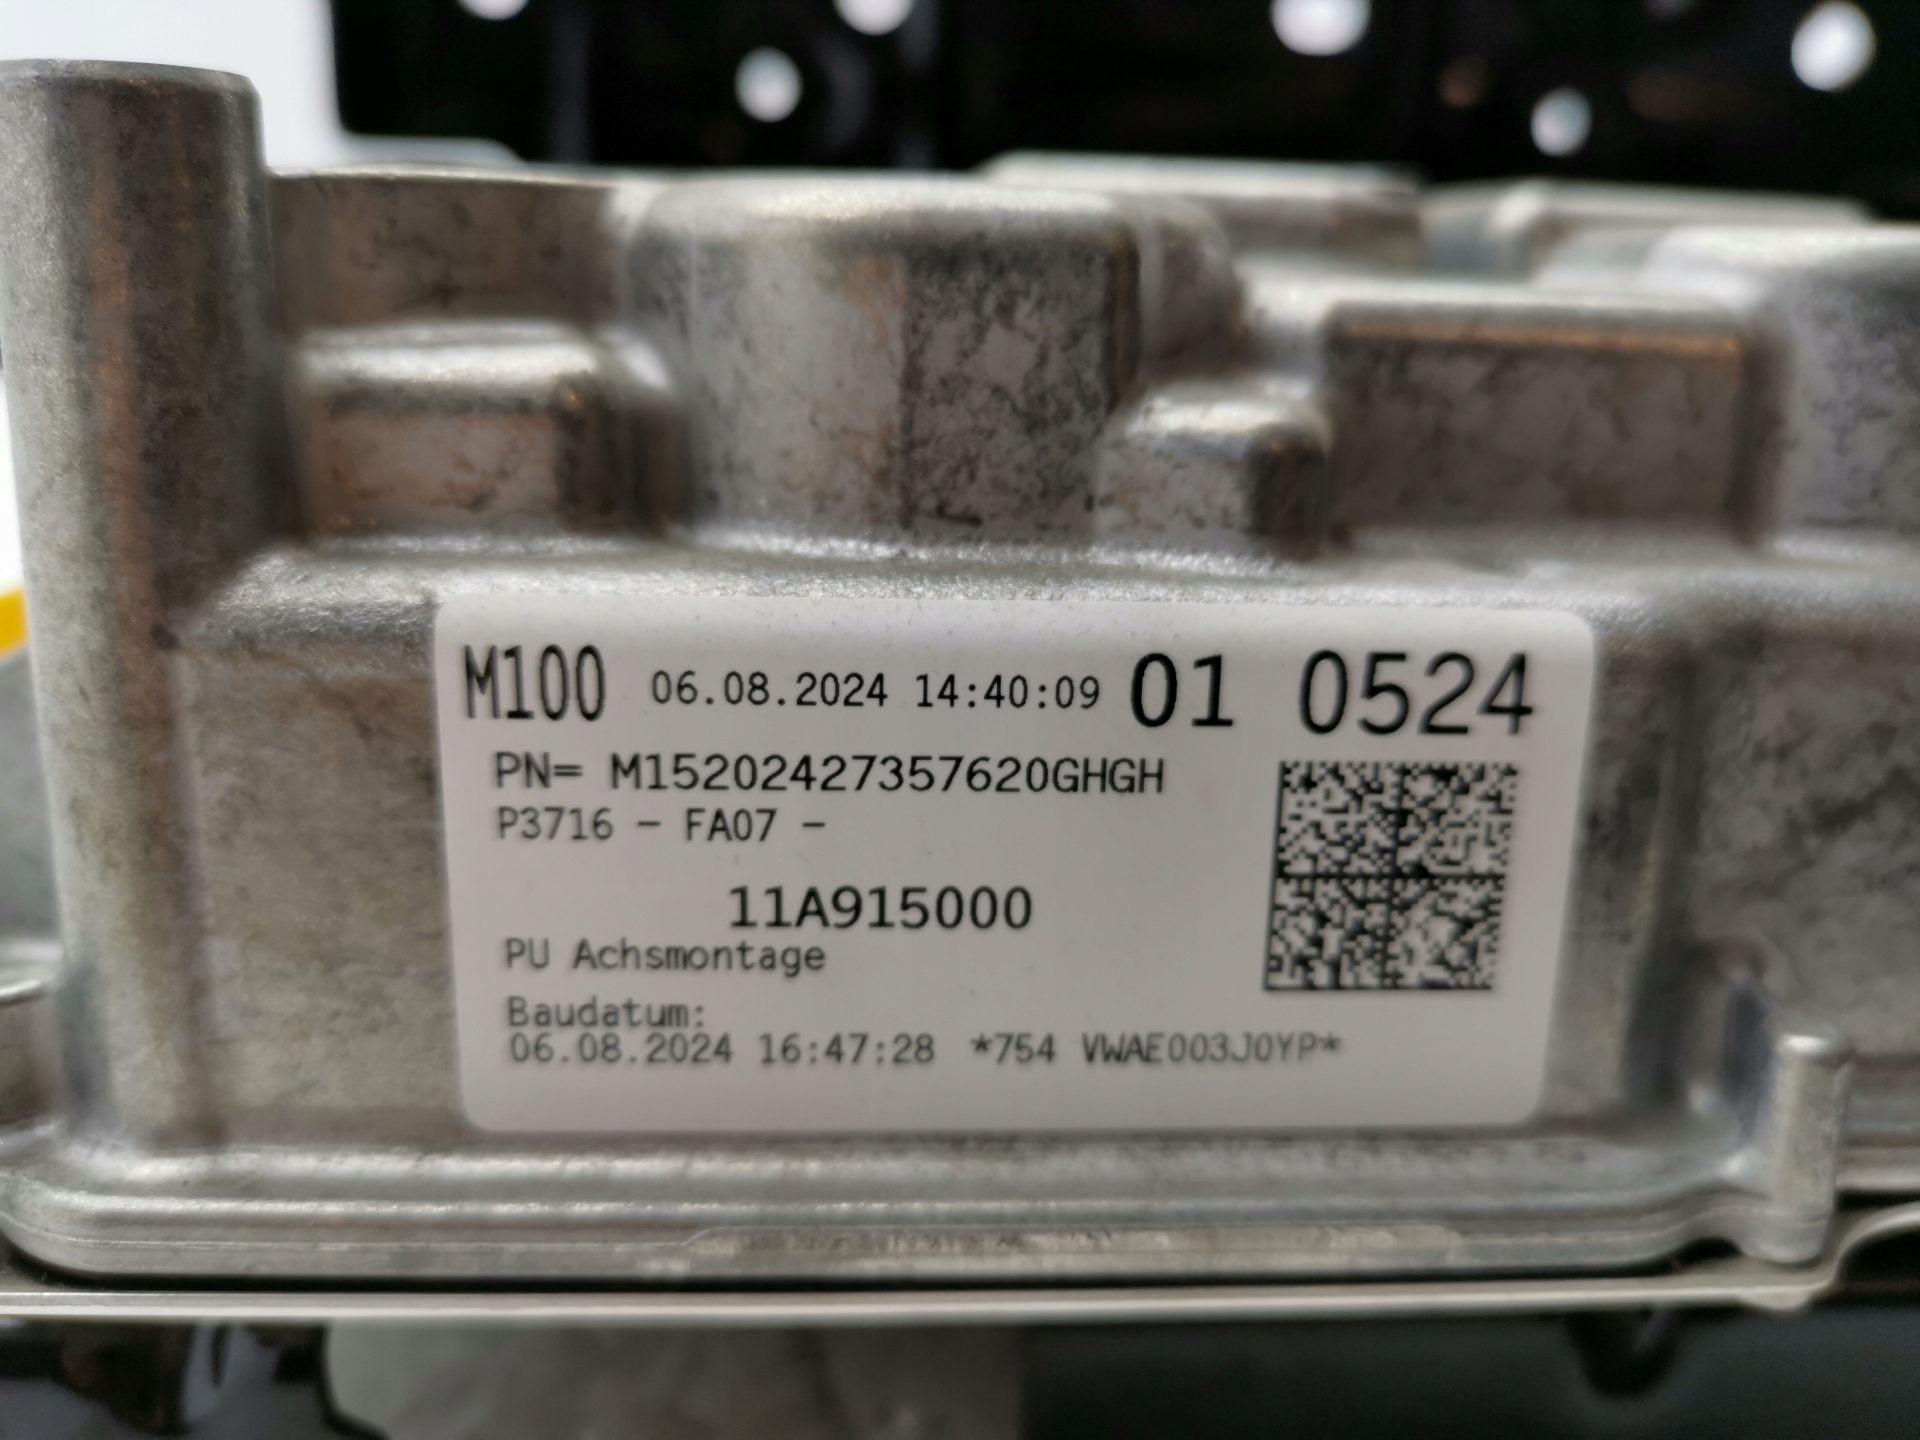 M100 06.08.2024 14:40:09 01 0524
PN= M15202427357620GHGH
P3716 - FA07 -
11A915000
PU Achsmontage
Baudatum:
06.08.2024 16:47:28 *754 VWAE003J0YP*